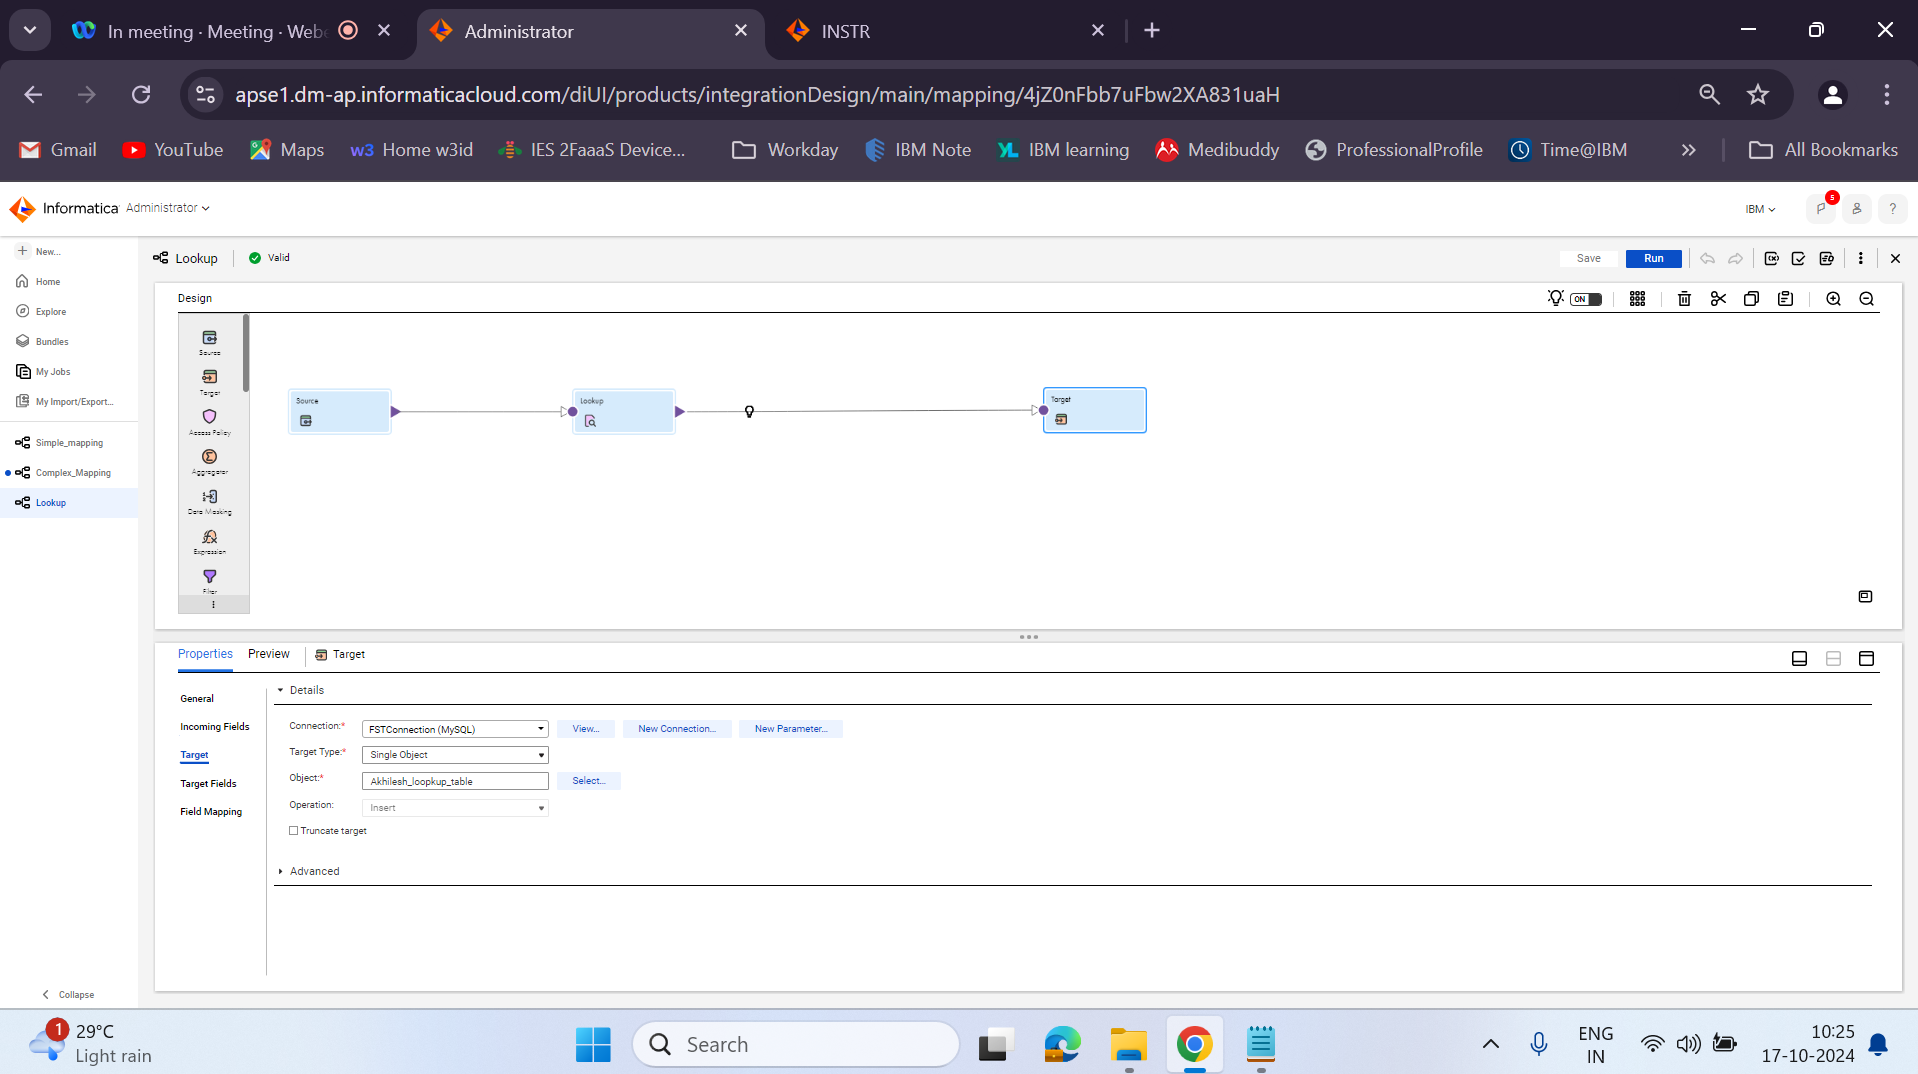 In meeting · Meeting · Webe
Administrator
INSTR
apse1.dm-ap.informaticacloud.com/diUI/products/integrationDesign/main/mapping/4jZ0nFbb7uFbw2XA831uaH
Gmail
YouTube
Maps
w3 Home w3id
IES 2FaaaS Device...
Workday
IBM Note
YL IBM learning
Medibuddy
ProfessionalProfile
Time@IBM
All Bookmarks
Informatica Administrator
IBM
5
?
New...
Home
Explore
Bundles
My Jobs
My Import/Export...
Simple_mapping
Complex_Mapping
Lookup
Collapse
Lookup
Valid
Save
Run
Design
ON
Source
Target
Access Policy
Aggregator
Data Masking
Expression
Filter
Source
Lookup
Target
Properties
Preview
Target
General
Incoming Fields
Target
Target Fields
Field Mapping
Details
Connection:*
FSTConnection (MySQL)
View...
New Connection...
New Parameter...
Target Type:*
Single Object
Object:*
Akhilesh_loopkup_table
Select...
Operation:
Insert
Truncate target
Advanced
1
29°C
Light rain
Search
ENG
IN
10:25
17-10-2024